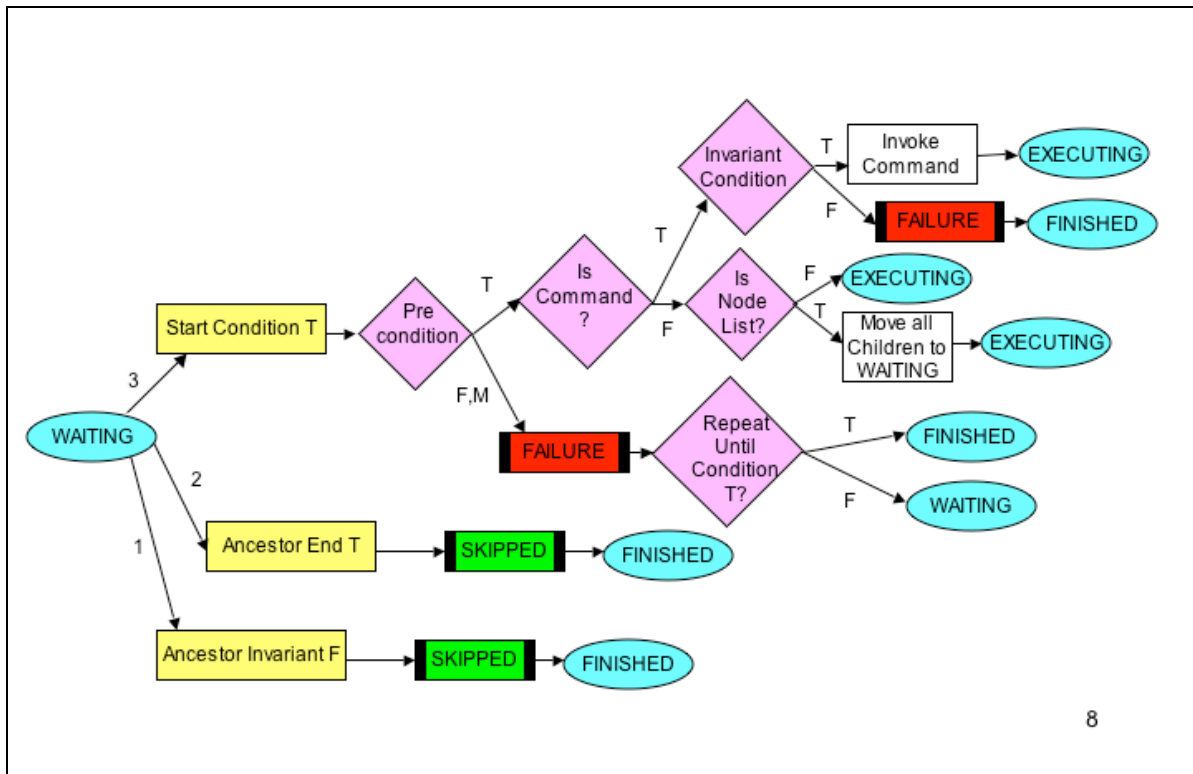 Invariant
Condition
T
Invoke
Command
EXECUTING
F
FAILURE
FINISHED
T
Is
Command
?
T
F
Is
Node
List?
F
EXECUTING
T
Move all
Children to
WAITING
EXECUTING
Start Condition T
Pre
condition
3
F,M
WAITING
FAILURE
Repeat
Until
Condition
T?
T
FINISHED
F
WAITING
2
Ancestor End T
SKIPPED
FINISHED
1
Ancestor Invariant F
SKIPPED
FINISHED
8